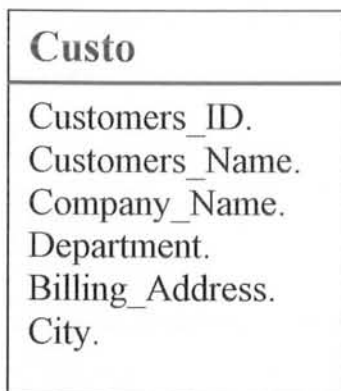 Custo
Customers_ID.
Customers_Name.
Company_Name.
Department.
Billing_Address.
City.